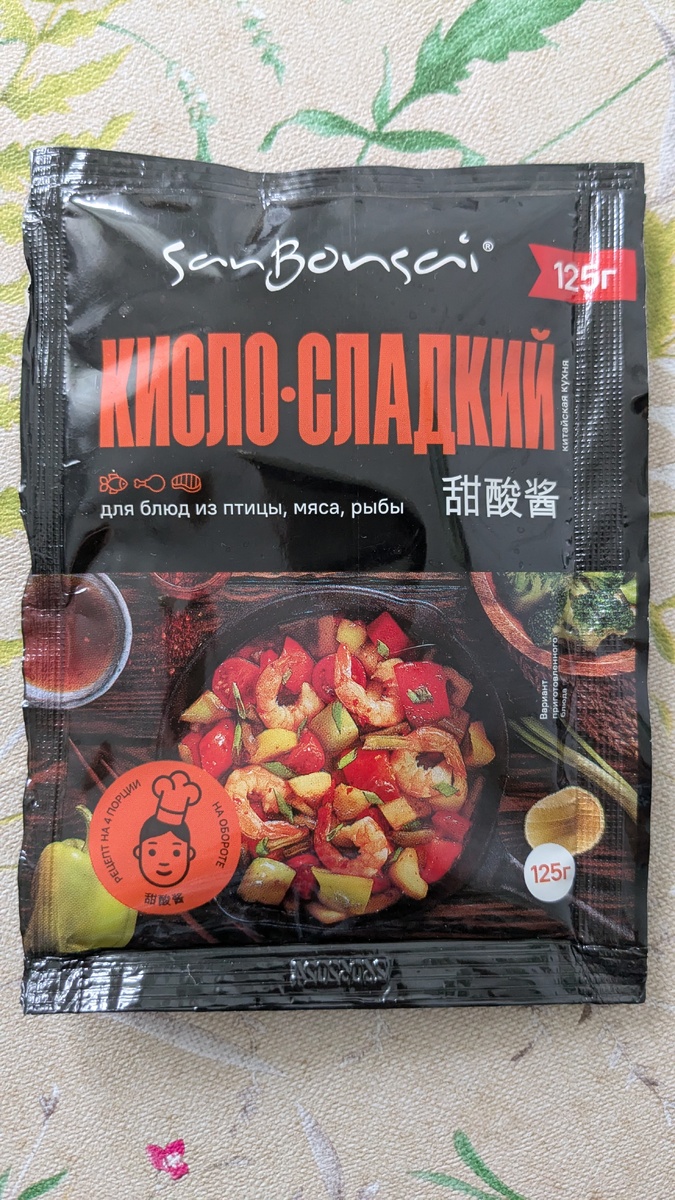 SanBonsai®
125г
КИСЛО·СЛАДКИЙ
китайская кухня
для блюд из птицы, мяса, рыбы
甜酸酱
Вариант
приготовленного
блюда
РЕЦЕПТ НА 4 ПОРЦИИ
НА ОБОРОТЕ
甜酸酱
125г